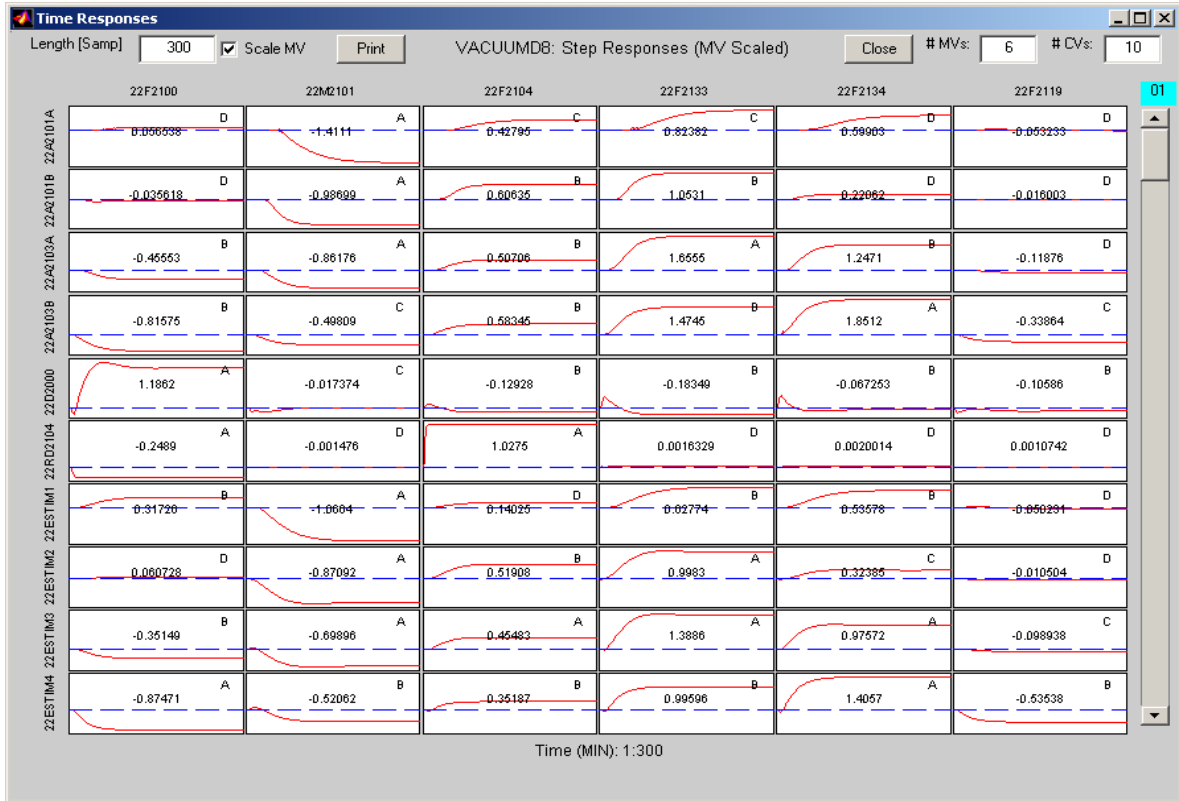 Time Responses
Length [Samp] 300 Scale MV Print VACUUMD8: Step Responses (MV Scaled) Close # MVs: 6 # CVs: 10
22F2100 22M2101 22F2104 22F2133 22F2134 22F2119 01
22A2101A D 0.056538 A -1.4111 C 0.42795 C 0.82382 D 0.59903 D -0.053233
22A2101B D -0.035618 A -0.98699 B 0.60635 B 1.0531 D 0.22062 D -0.016003
22A2103A B -0.45553 A -0.86176 B 0.50706 A 1.6555 B 1.2471 D -0.11876
22A2103B B -0.81575 C -0.49809 B 0.58345 B 1.4745 A 1.8512 C -0.33864
22D2000 A 1.1862 C -0.017374 B -0.12928 B -0.18349 B -0.067253 B -0.10586
22RD2104 A -0.2489 D -0.001476 A 1.0275 D 0.0016329 D 0.0020014 D 0.0010742
22ESTIM1 B 0.31720 A -1.0604 D 0.14025 B 0.62774 B 0.53578 D -0.050291
22ESTIM2 D 0.060728 A -0.87092 B 0.51908 A 0.9983 C 0.32385 D -0.010504
22ESTIM3 B -0.35149 A -0.69896 A 0.45483 A 1.3886 A 0.97572 C -0.098938
22ESTIM4 A -0.87471 B -0.52062 B 0.35187 B 0.99596 A 1.4057 B -0.53538
Time (MIN): 1:300